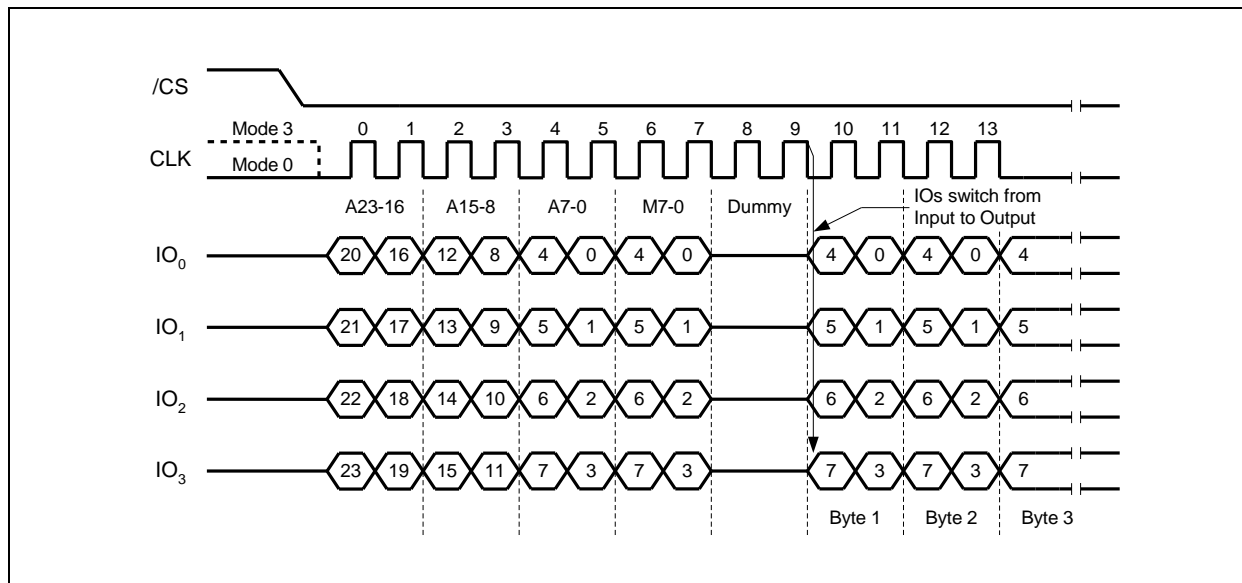 /CS
Mode 3
0 1 2 3 4 5 6 7 8 9 10 11 12 13
CLK
Mode 0
A23-16 A15-8 A7-0 M7-0 Dummy
IOs switch from
Input to Output
IO0 20 16 12 8 4 0 4 0 4 0 4 0 4
IO1 21 17 13 9 5 1 5 1 5 1 5 1 5
IO2 22 18 14 10 6 2 6 2 6 2 6 2 6
IO3 23 19 15 11 7 3 7 3 7 3 7 3 7
Byte 1 Byte 2 Byte 3